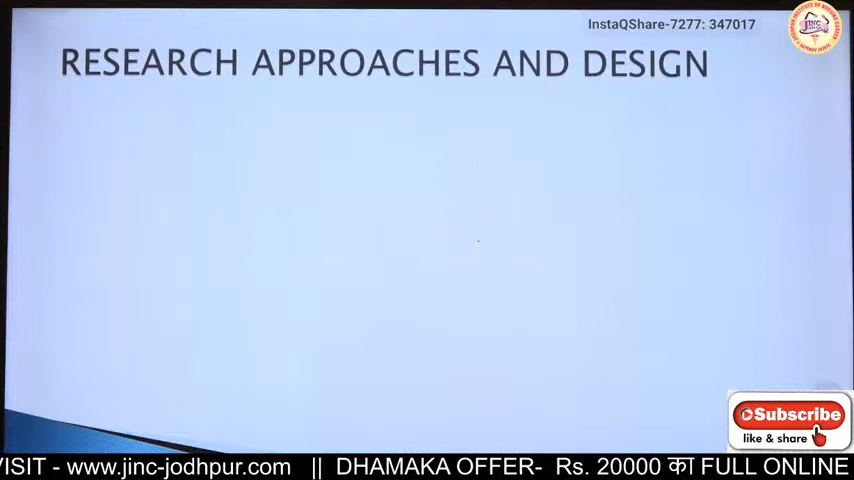 InstaQShare-7277: 347017
RESEARCH APPROACHES AND DESIGN
JINC
Subscribe
like & share
VISIT - www.jinc-jodhpur.com || DHAMAKA OFFER- Rs. 20000 का FULL ONLINE